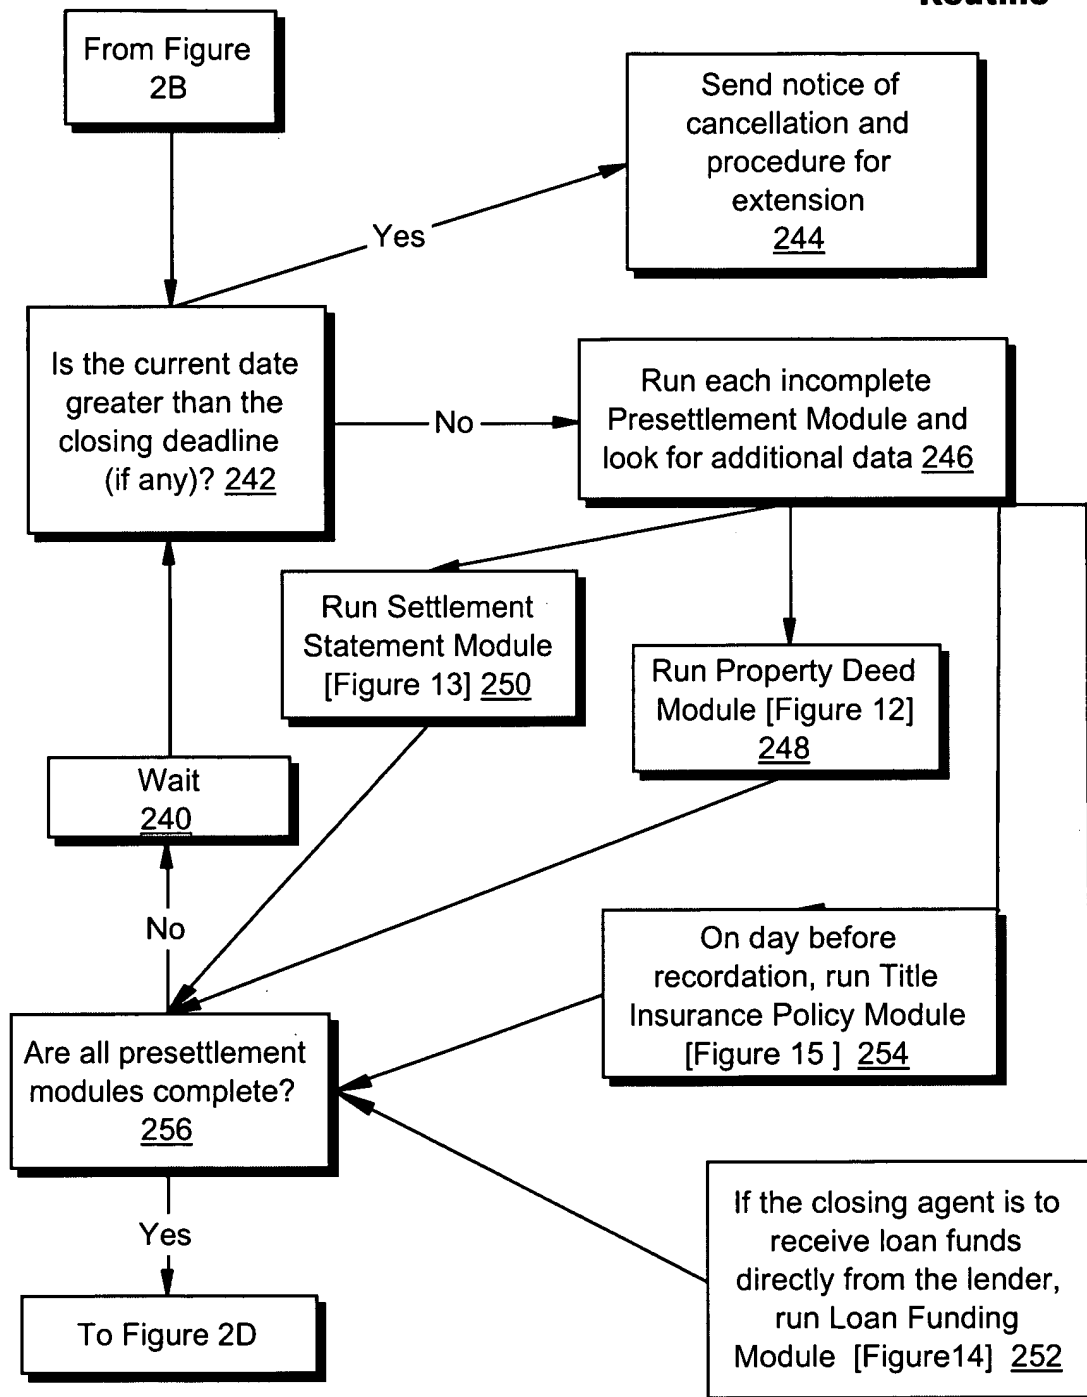 From Figure
2B
Send notice of
cancellation and
procedure for
extension
244
Yes
Is the current date
greater than the
closing deadline
(if any)? 242
No
Run each incomplete
Presettlement Module and
look for additional data 246
Run Settlement
Statement Module
[Figure 13] 250
Run Property Deed
Module [Figure 12]
248
Wait
240
No
On day before
recordation, run Title
Insurance Policy Module
[Figure 15 ] 254
Are all presettlement
modules complete?
256
Yes
If the closing agent is to
receive loan funds
directly from the lender,
run Loan Funding
Module [Figure14] 252
To Figure 2D